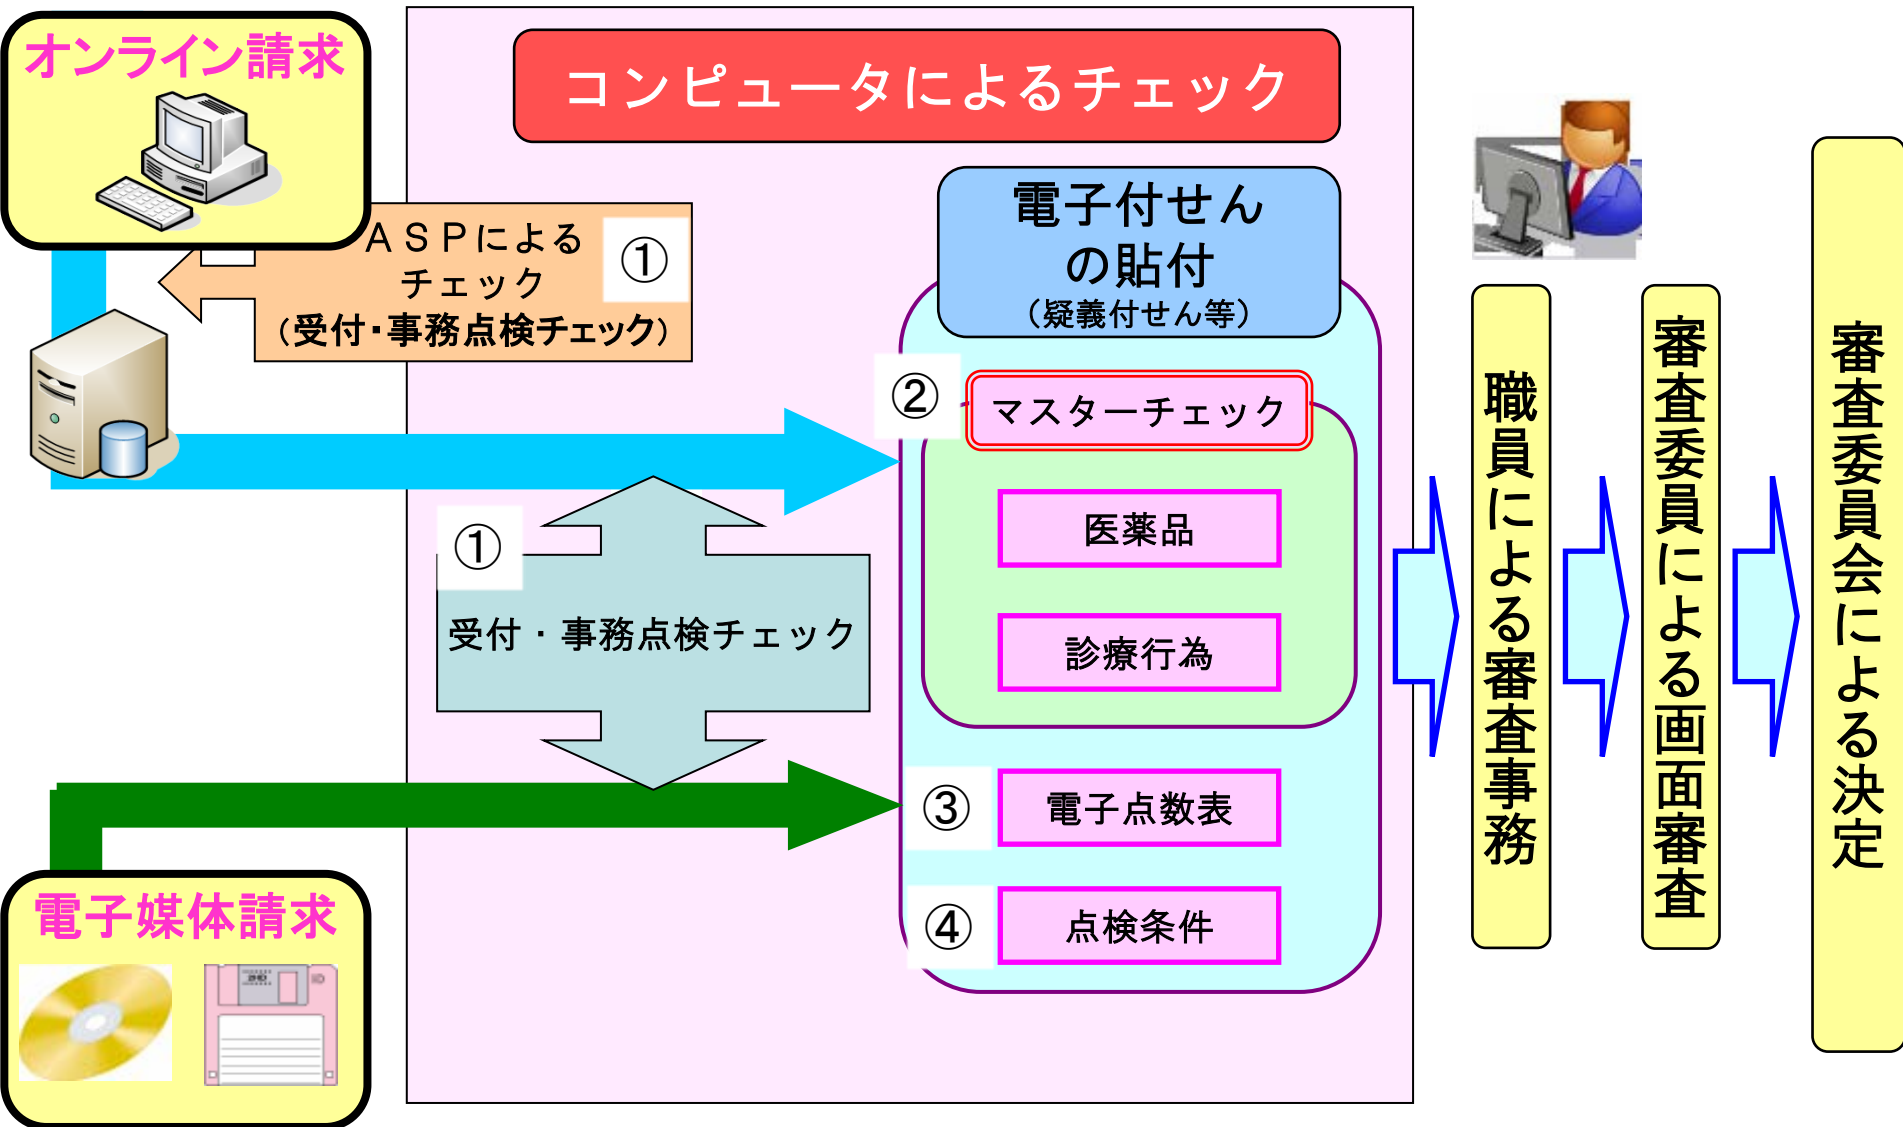 オンライン請求
コンピュータによるチェック
ＡＳＰによる
チェック
（受付・事務点検チェック）
①
電子付せん
の貼付
（疑義付せん等）
②
マスターチェック
医薬品
診療行為
①
受付・事務点検チェック
③
電子点数表
④
点検条件
電子媒体請求
2HD
職員による審査事務
審査委員による画面審査
審査委員会による決定